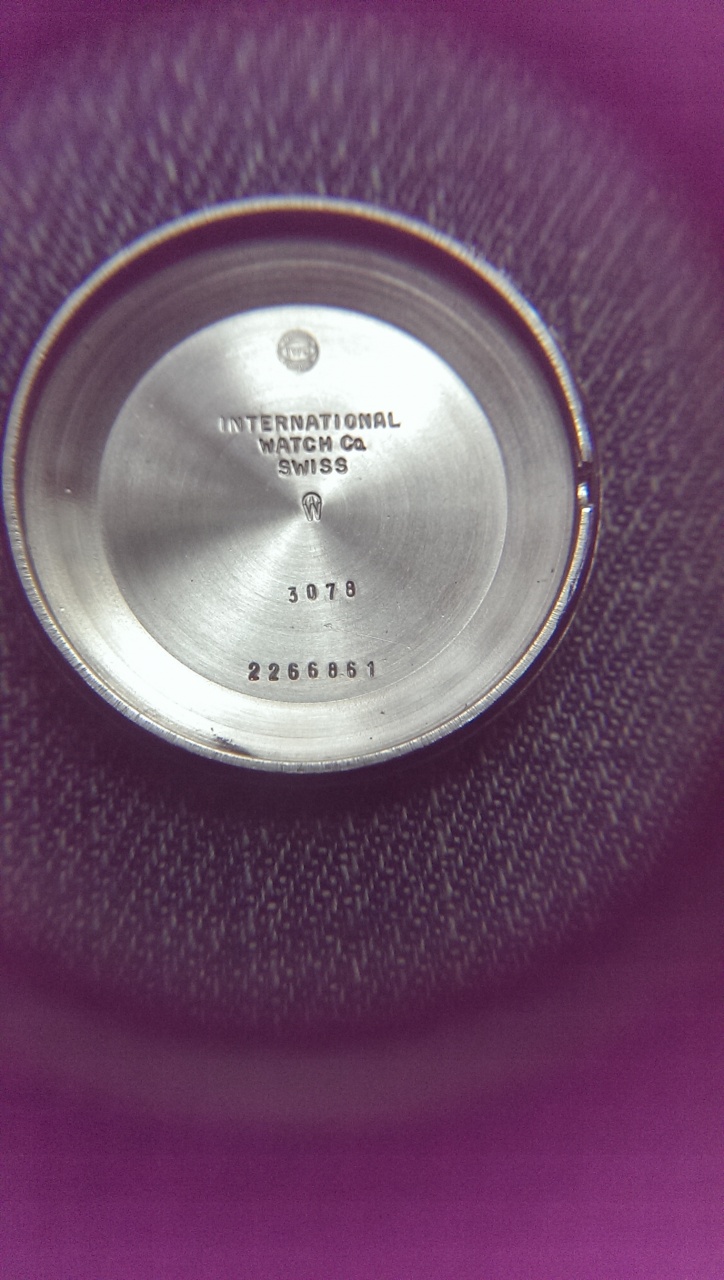 INTERNATIONAL
WATCH Co
SWISS
W
3078
2266861